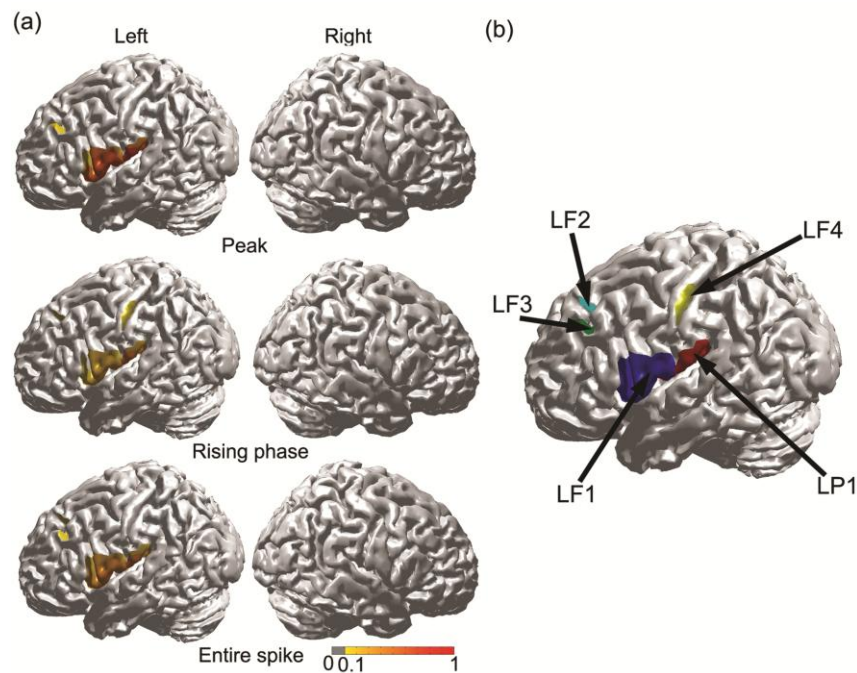 (a)
Left
Right
Peak
Rising phase
Entire spike
0 0.1 1
(b)
LF2
LF4
LF3
LF1
LP1